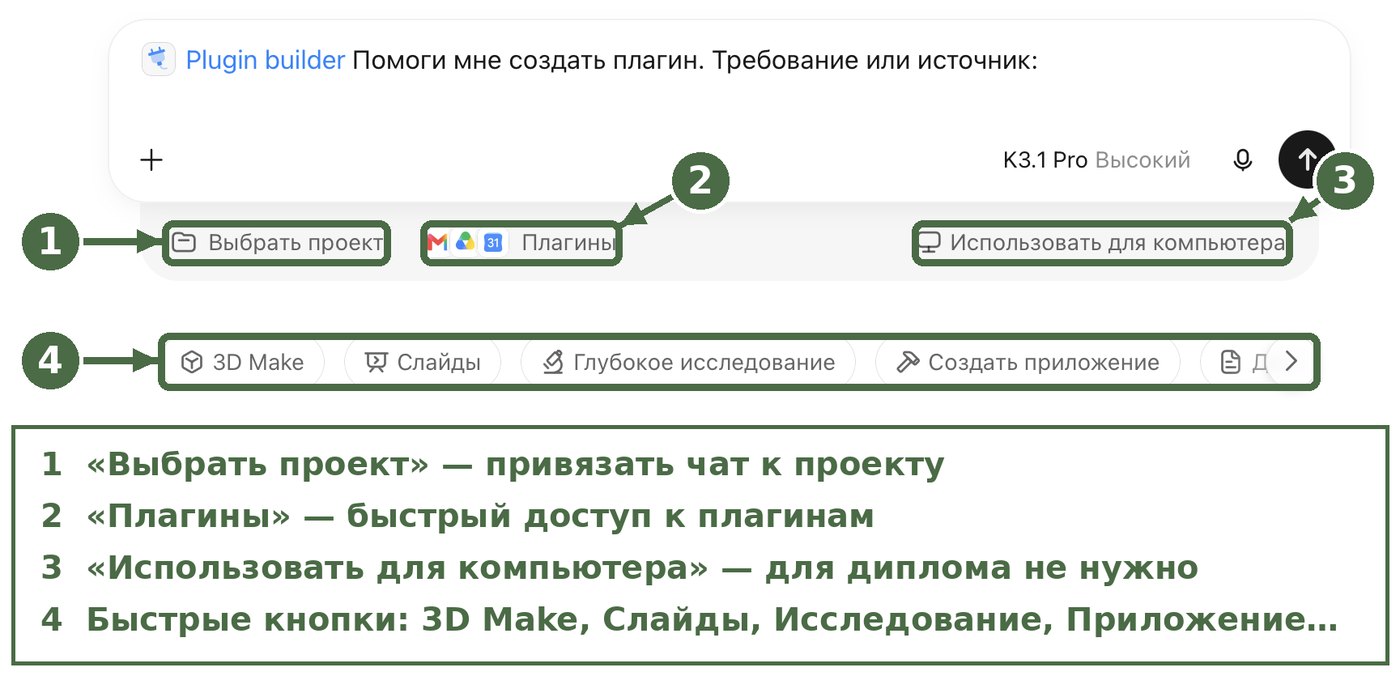 Plugin builder Помоги мне создать плагин. Требование или источник:
K3.1 Pro Высокий
2
3
1
Выбрать проект
31
Плагины
Использовать для компьютера
4
3D Make
Слайды
Глубокое исследование
Создать приложение
Д
1 «Выбрать проект» — привязать чат к проекту
2 «Плагины» — быстрый доступ к плагинам
3 «Использовать для компьютера» — для диплома не нужно
4 Быстрые кнопки: 3D Make, Слайды, Исследование, Приложение…